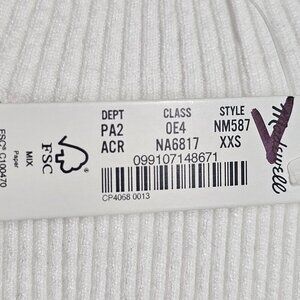 DEPT CLASS STYLE
PA2 0E4 NM587
ACR NA6817 XXS
099107148671
CP4068 0013
FSC
MIX
Paper
FSC® C100470